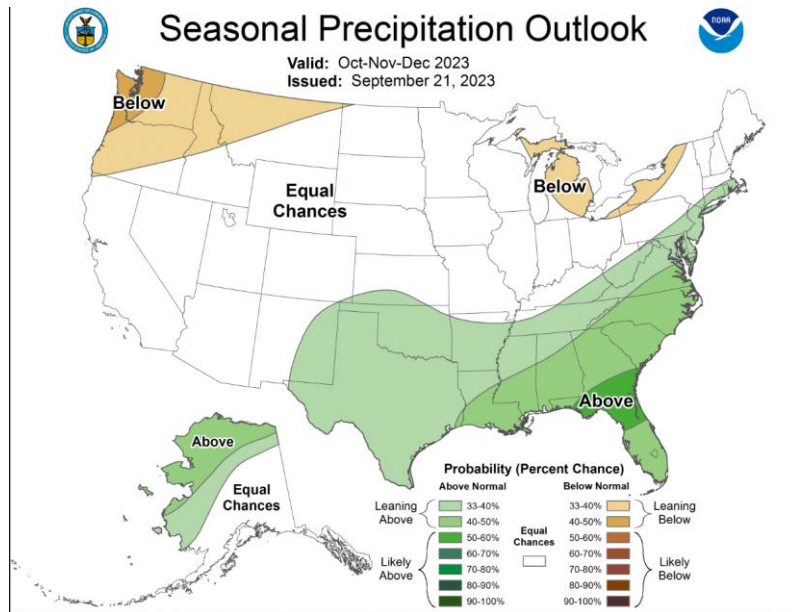 Seasonal Precipitation Outlook
NOAA
Valid: Oct-Nov-Dec 2023
Issued: September 21, 2023
Below
Equal
Chances
Below
Above
Above
Equal
Chances
Probability (Percent Chance)
Above Normal
Below Normal
Leaning
Above
33-40%
40-50%
Likely
Above
50-60%
60-70%
70-80%
80-90%
90-100%
Equal
Chances
33-40%
40-50%
Leaning
Below
50-60%
60-70%
70-80%
80-90%
90-100%
Likely
Below